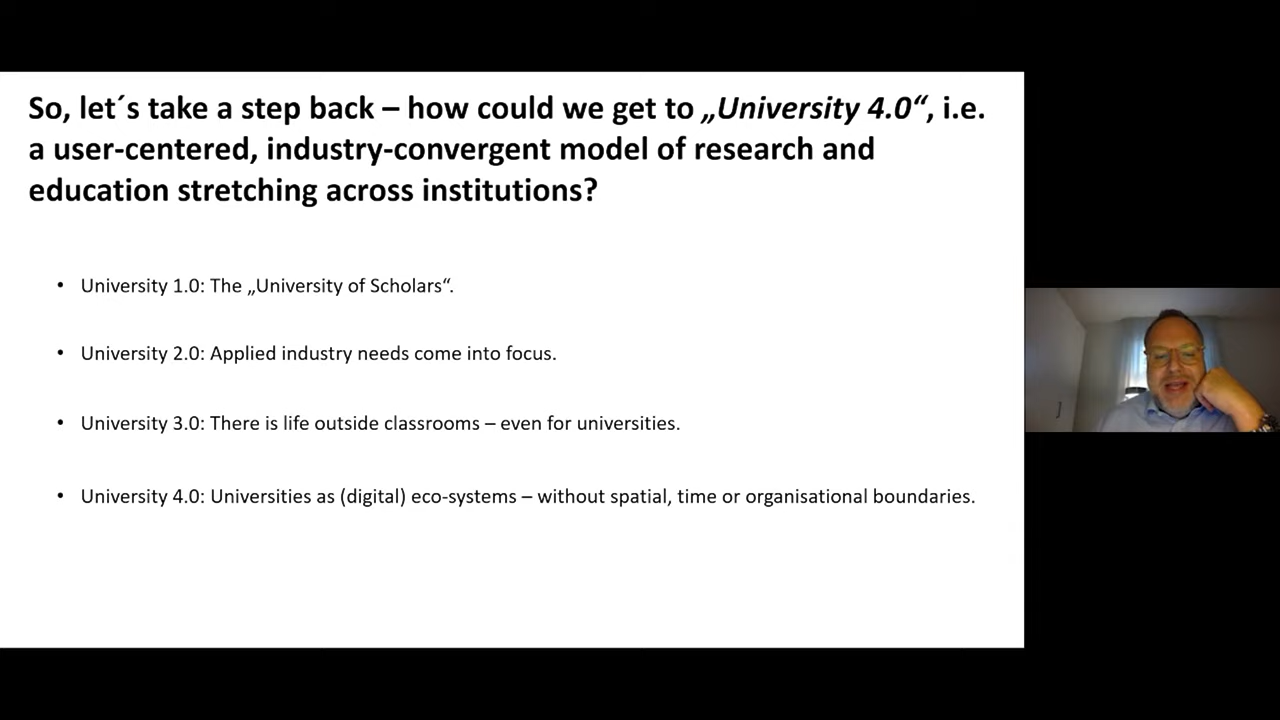 So, let´s take a step back – how could we get to „University 4.0“, i.e.
a user-centered, industry-convergent model of research and
education stretching across institutions?
• University 1.0: The „University of Scholars“.
• University 2.0: Applied industry needs come into focus.
• University 3.0: There is life outside classrooms – even for universities.
• University 4.0: Universities as (digital) eco-systems – without spatial, time or organisational boundaries.